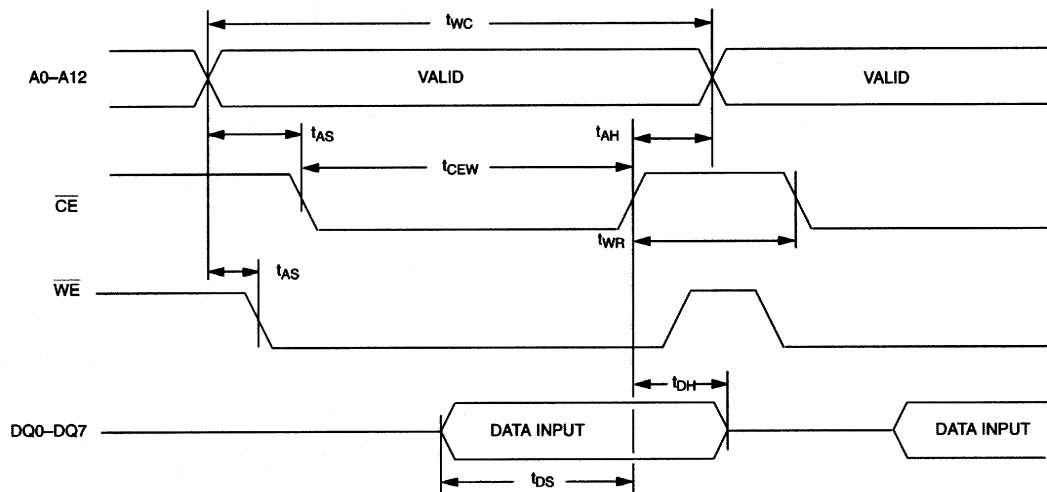 tWC
A0–A12
VALID
VALID
tAS
tAH
tCEW
CE
tWR
tAS
WE
tDH
DQ0–DQ7
DATA INPUT
DATA INPUT
tDS